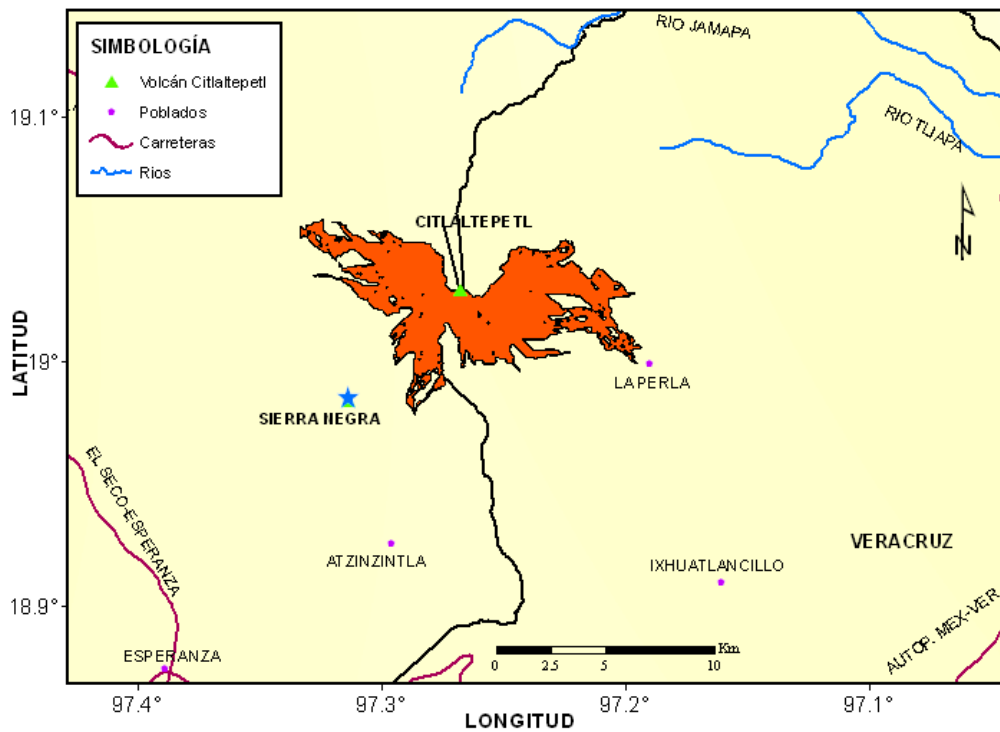 SIMBOLOGÍA
Volcán Citlaltepetl
Poblados
Carreteras
Rios
RIO JAMAPA
RIO TLIAPA
CITLALTEPETL
N
LA PERLA
SIERRA NEGRA
EL SECO-ESPERANZA
ATZINZINTLA
IXHUATLANCILLO
VERACRUZ
ESPERANZA
AUTOP. MEX-VER
Km
0 2.5 5 10
19.1°
19°
18.9°
LATITUD
97.4° 97.3° 97.2° 97.1°
LONGITUD